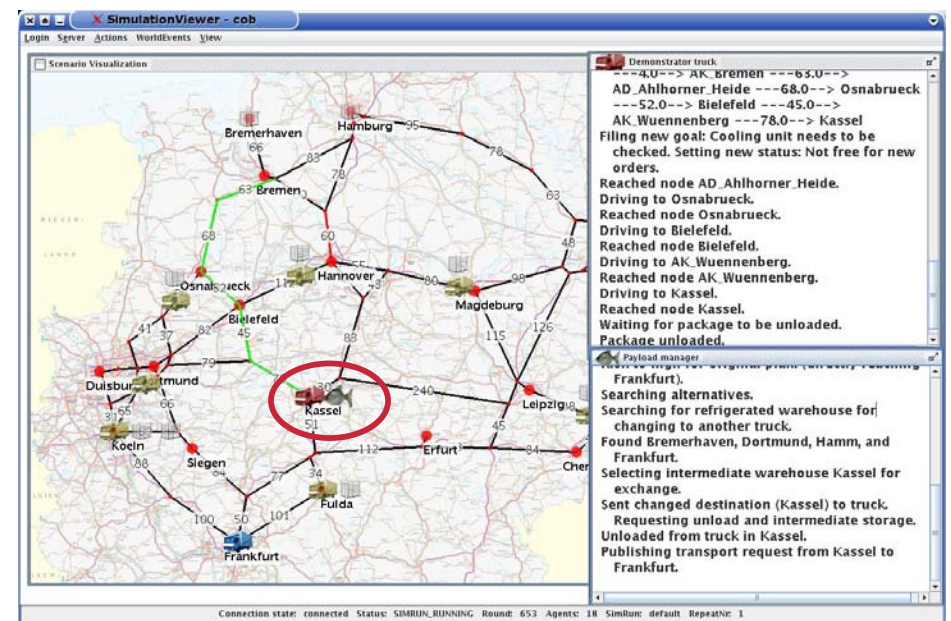 SimulationViewer - cob
Login Server Actions WorldEvents View
Scenario Visualization
Demonstrator truck
---4.0--> AK_Bremen ---63.0-->
AD_Ahlhorner_Heide ---68.0--> Osnabrueck
---52.0--> Bielefeld ---45.0-->
AK_Wuennenberg ---78.0--> Kassel
Filing new goal: Cooling unit needs to be
checked. Setting new status: Not free for new
orders.
Reached node AD_Ahlhorner_Heide.
Driving to Osnabrueck.
Reached node Osnabrueck.
Driving to Bielefeld.
Reached node Bielefeld.
Driving to AK_Wuennenberg.
Reached node AK_Wuennenberg.
Driving to Kassel.
Reached node Kassel.
Waiting for package to be unloaded.
Package unloaded.
Payload manager
Frankfurt).
Searching alternatives.
Searching for refrigerated warehouse for
changing to another truck.
Found Bremerhaven, Dortmund, Hamm, and
Frankfurt.
Selecting intermediate warehouse Kassel for
exchange.
Sent changed destination (Kassel) to truck.
Requesting unload and intermediate storage.
Unloaded from truck in Kassel.
Publishing transport request from Kassel to
Frankfurt.
Bremerhaven
Hamburg
95
66
83
78
78
63
Bremen
63
68
60
48
Hannover
80
98
Magdeburg
Bielefeld
41
37
82
45
83
115
126
79
240
Kassel
Leipzig
51
65
66
45
Koeln
Siegen
112
Erfurt
84
88
77
34
Fulda
100
50
101
Frankfurt
Connection state: connected Status: SIMRUN_RUNNING Round: 653 Agents: 18 SimRun: default RepeatNr: 1